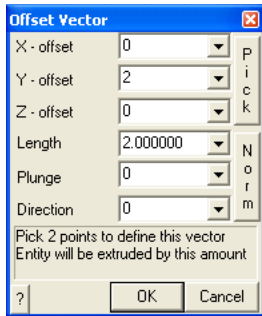 Offset Vector
X - offset 0
Y - offset 2
Z - offset 0
Pick
Length 2.000000
Plunge 0
Direction 0
Norm
Pick 2 points to define this vector
Entity will be extruded by this amount
? OK Cancel